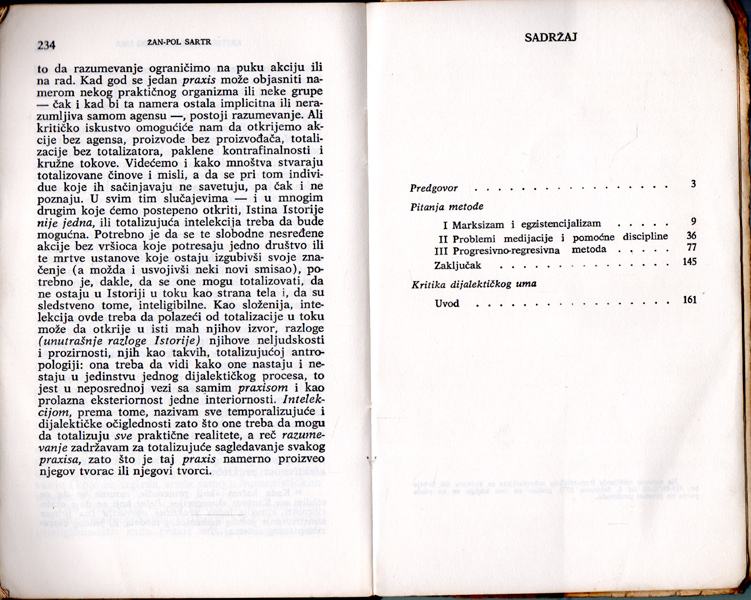 234
ŽAN-POL SARTR
to da razumevanje ograničimo na puku akciju ili
na rad. Kad god se jedan praxis može objasniti na-
merom nekog praktičnog organizma ili neke grupe
— čak i kad bi ta namera ostala implicitna ili nera-
zumljiva samom agensu —, postoji razumevanje. Ali
kritičko iskustvo omogućiće nam da otkrijemo ak-
cije bez agensa, proizvode bez proizvođača, totali-
zacije bez totalizatora, paklene kontrafinalnosti i
kružne tokove. Videćemo i kako mnoštva stvaraju
totalizovane činove i misli, a da se pri tom indivi-
due koje ih sačinjavaju ne savetuju, pa čak i ne
poznaju. U svim tim slučajevima — i u mnogim
drugim koje ćemo postepeno otkriti, Istina Istorije
nije jedna, ili totalizujuća intelekcija treba da bude
mogućna. Potrebno je da se te slobodne nesređene
akcije bez vršioca koje potresaju jedno društvo ili
te mrtve ustanove koje ostaju izgubivši svoje zna-
čenje (a možda i usvojivši neki novi smisao), po-
trebno je, dakle, da se one mogu totalizovati, da
ne ostaju u Istoriji u toku kao strana tela i, da su
sledstveno tome, inteligibilne. Kao složenija, inte-
lekcija ovde treba da polazeći od totalizacije u toku
može da otkrije u isti mah njihov izvor, razloge
(unutrašnje razloge Istorije) njihove neljudskosti
i prozirnosti, njih kao takvih, totalizujućoj antro-
pologiji: ona treba da vidi kako one nastaju i ne-
staju u jedinstvu jednog dijalektičkog procesa, to
jest u neposrednoj vezi sa samim praxisom i kao
prolazna eksteriornost jedne interiornosti. Intelek-
cijom, prema tome, nazivam sve temporalizujuće i
dijalektičke očiglednosti zato što one treba da mogu
da totalizuju sve praktične realitete, a reč razume-
vanje zadržavam za totalizujuće sagledavanje svakog
praxisa, zato što je taj praxis namerno proizveo
njegov tvorac ili njegovi tvorci.
SADRŽAJ
Predgovor . . . . . . . . . . . . . . . . . 3
Pitanja metode
I Marksizam i egzistencijalizam . . . . . 9
II Problemi medijacije i pomoćne discipline 36
III Progresivno-regresivna metoda . . . . . 77
Zaključak . . . . . . . . . . . . . . . 145
Kritika dijalektičkog uma
Uvod . . . . . . . . . . . . . . . . . 161